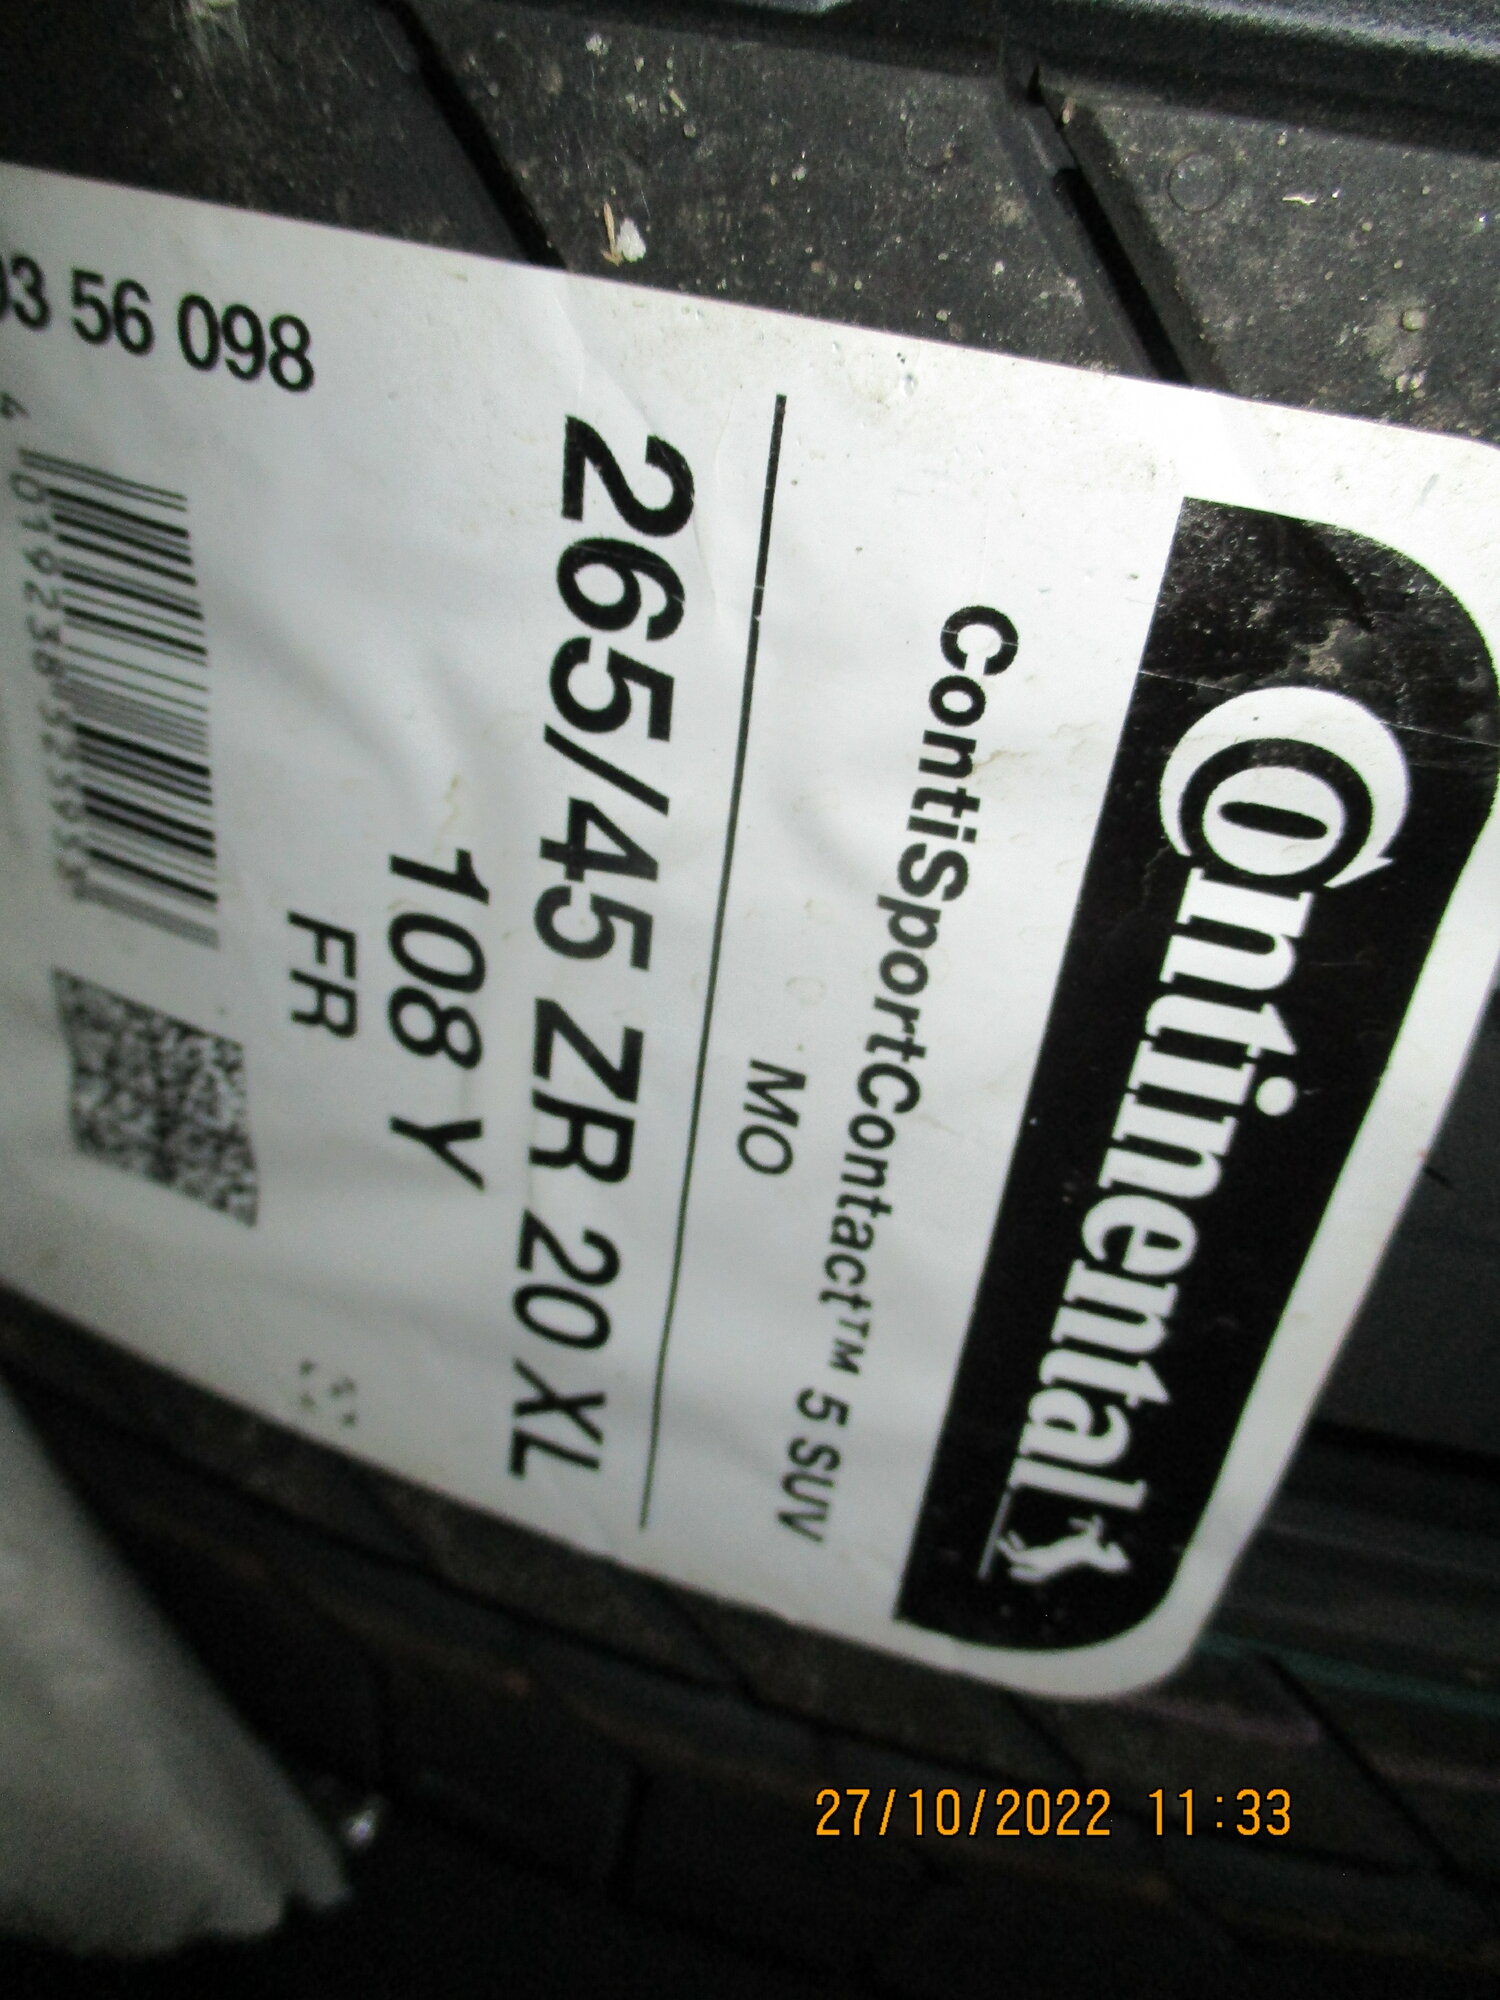 Continental
ContiSportContact™ 5 SUV
MO
265/45 ZR 20 XL
108 Y
FR
03 56 098
27/10/2022 11:33